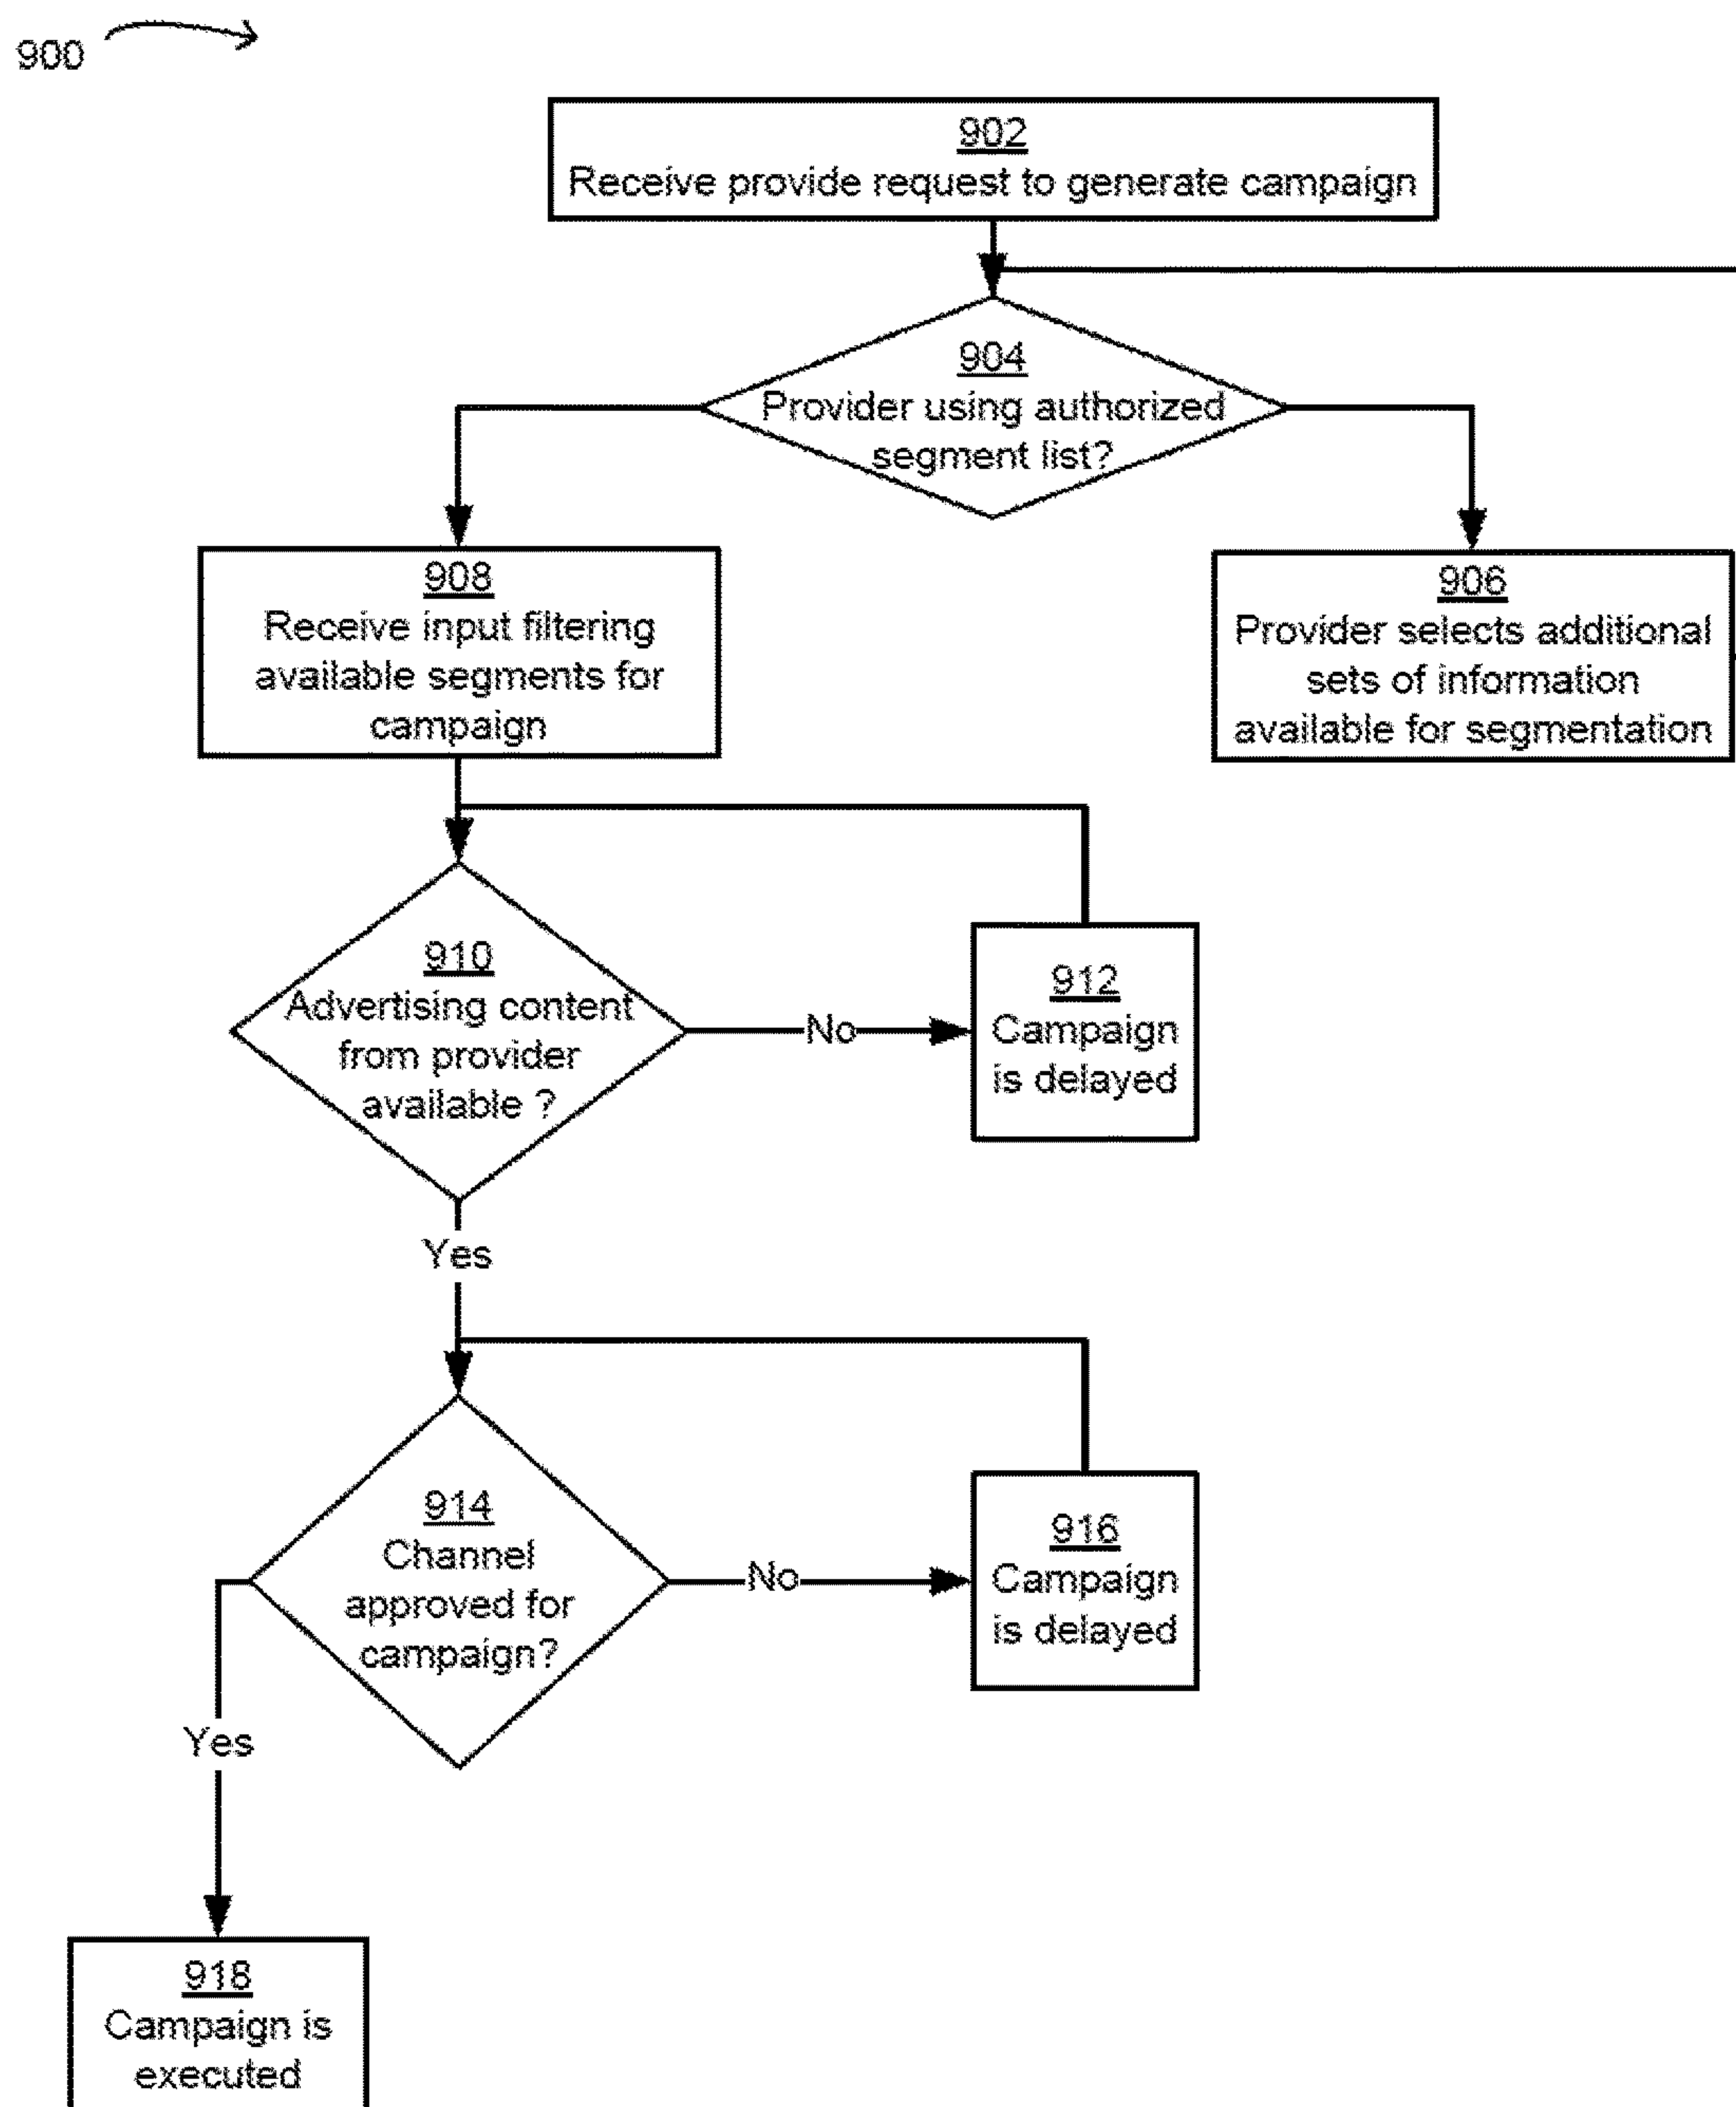 900
902
Receive provide request to generate campaign
904
Provider using authorized
segment list?
908
Receive input filtering
available segments for
campaign
906
Provider selects additional
sets of information
available for segmentation
910
Advertising content
from provider
available ?
No
912
Campaign
is delayed
Yes
914
Channel
approved for
campaign?
No
916
Campaign
is delayed
Yes
918
Campaign is
executed